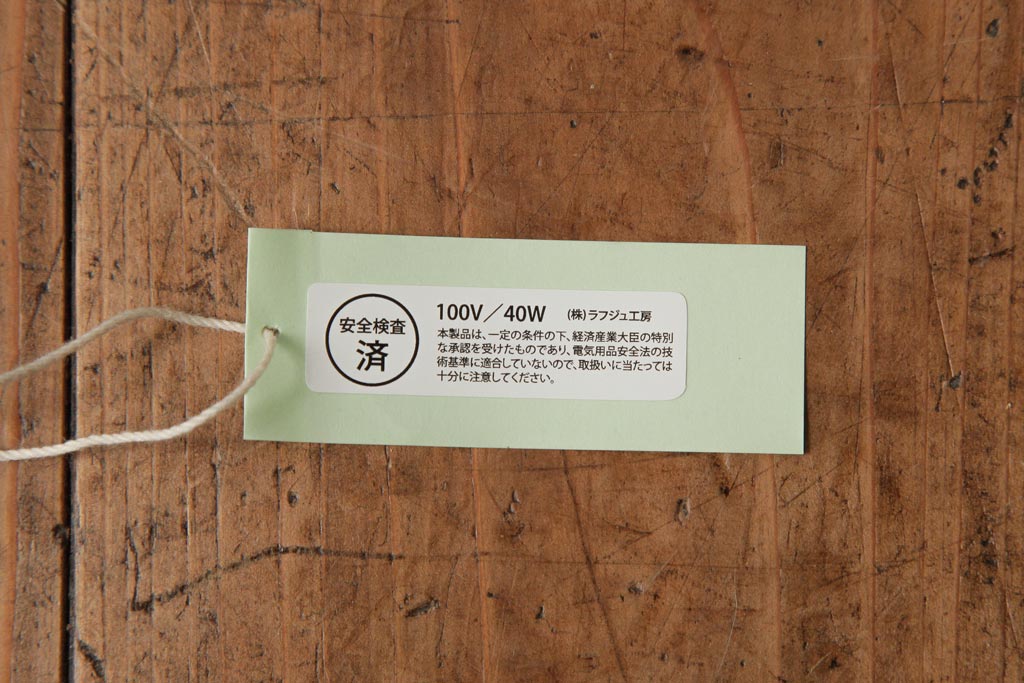 安全検査
済
100V／40W (株)ラフジュ工房
本製品は、一定の条件の下、経済産業大臣の特別
な承認を受けたものであり、電気用品安全法の技
術基準に適合していないので、取扱いに当たっては
十分に注意してください。